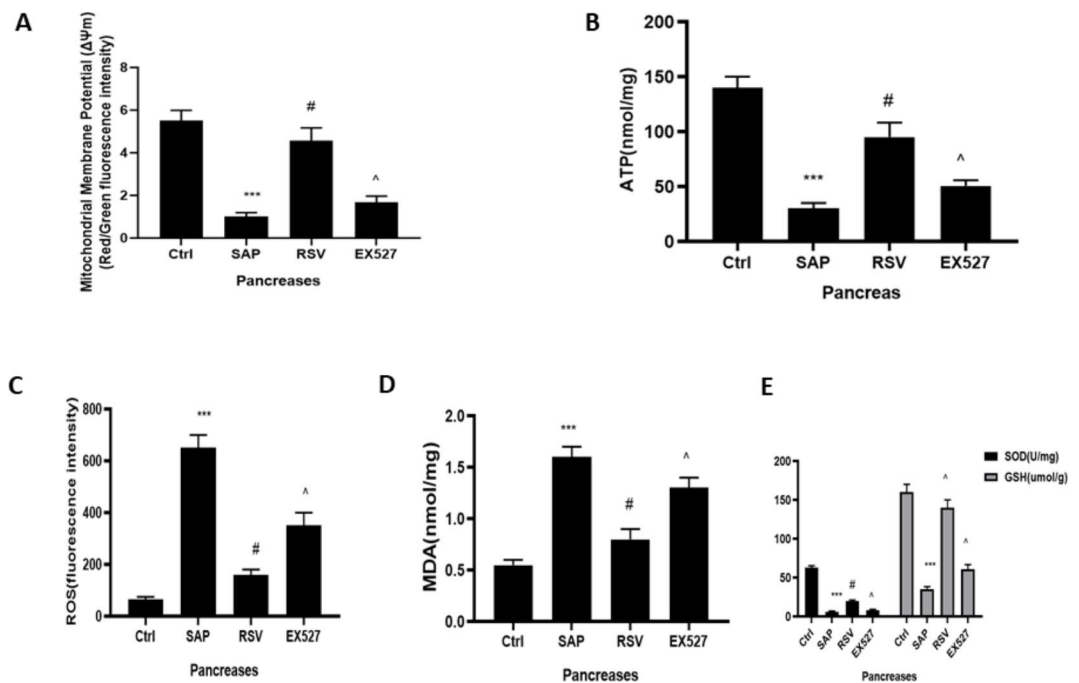 A
Mitochondrial Membrane Potential (ΔΨm)
(Red/Green fluorescence intensity)
8
6
4
2
0
#
***
^
Ctrl SAP RSV EX527
Pancreases
B
ATP(nmol/mg)
200
150
100
50
0
#
***
^
Ctrl SAP RSV EX527
Pancreas
C
ROS(fluorescence intensity)
800
600
400
200
0
***
#
^
Ctrl SAP RSV EX527
Pancreases
D
MDA(nmol/mg)
2.0
1.5
1.0
0.5
0.0
***
#
^
Ctrl SAP RSV EX527
Pancreases
E
SOD(U/mg)
GSH(umol/g)
200
150
100
50
0
*** # ^ *** ^ ^
Ctrl SAP RSV EX527 Ctrl SAP RSV EX527
Pancreases